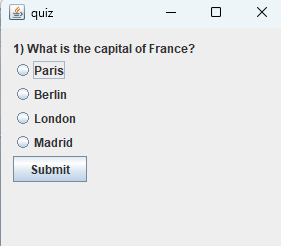 quiz
1) What is the capital of France?
Paris
Berlin
London
Madrid
Submit